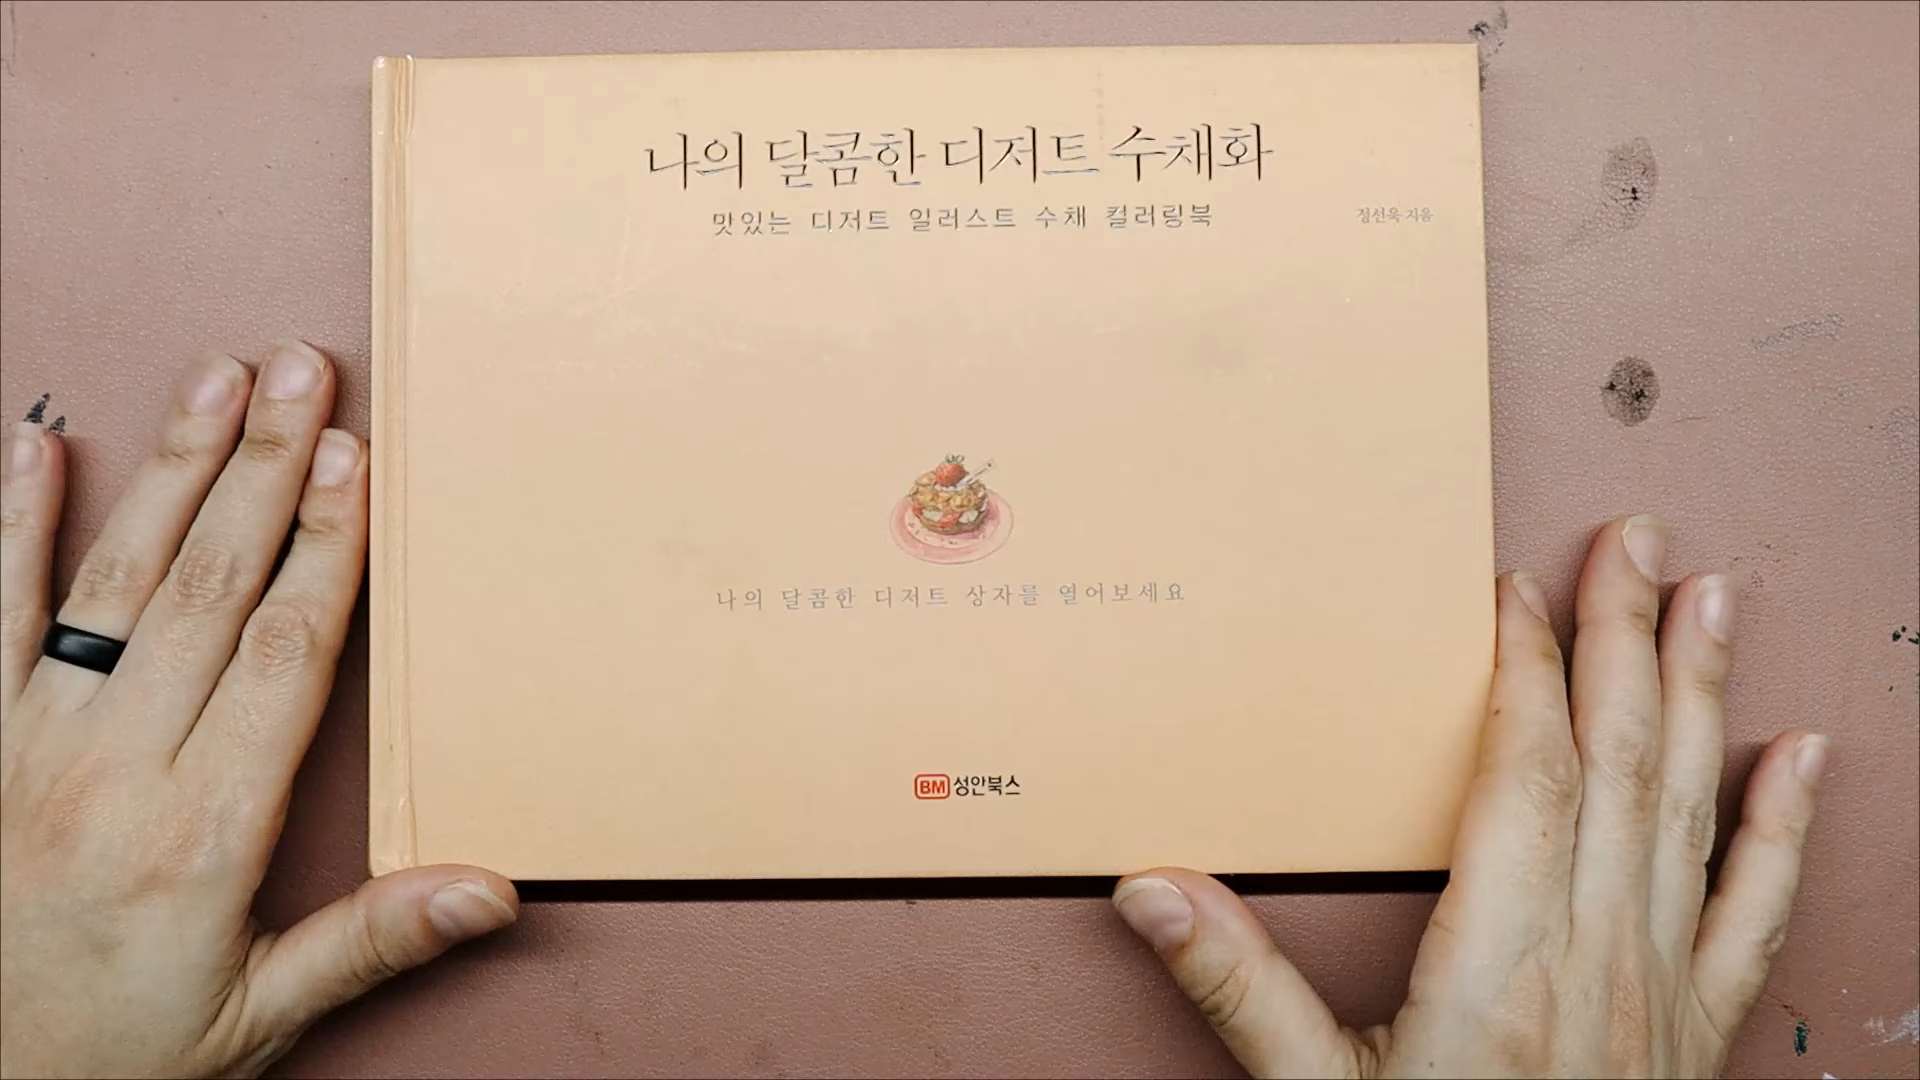 나의 달콤한 디저트 수채화
맛있는 디저트 일러스트 수채 컬러링북
정선욱 지음
나의 달콤한 디저트 상자를 열어보세요
BM 성안북스